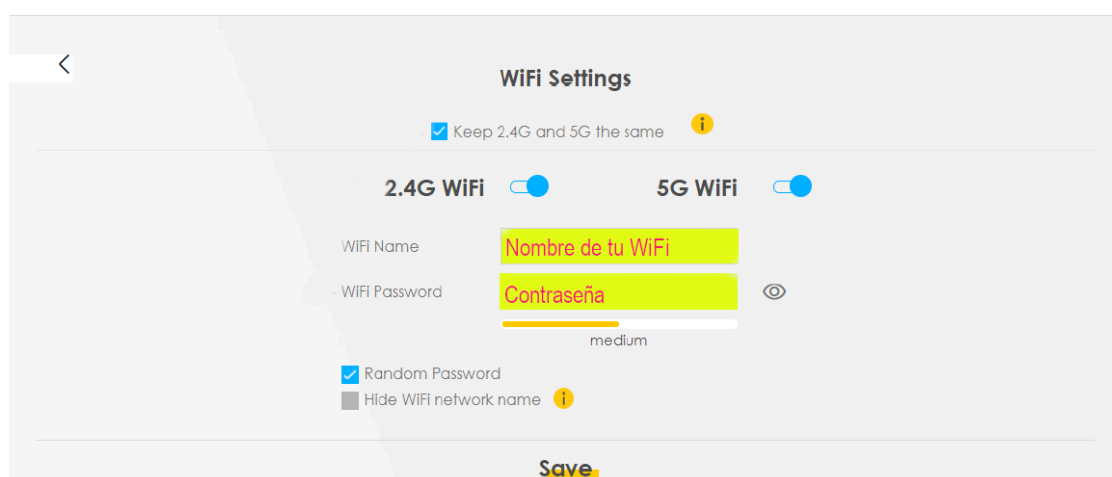 WiFi Settings
Keep 2.4G and 5G the same
2.4G WiFi 5G WiFi
WiFi Name Nombre de tu WiFi
WiFi Password Contraseña
medium
Random Password
Hide WiFi network name
Save